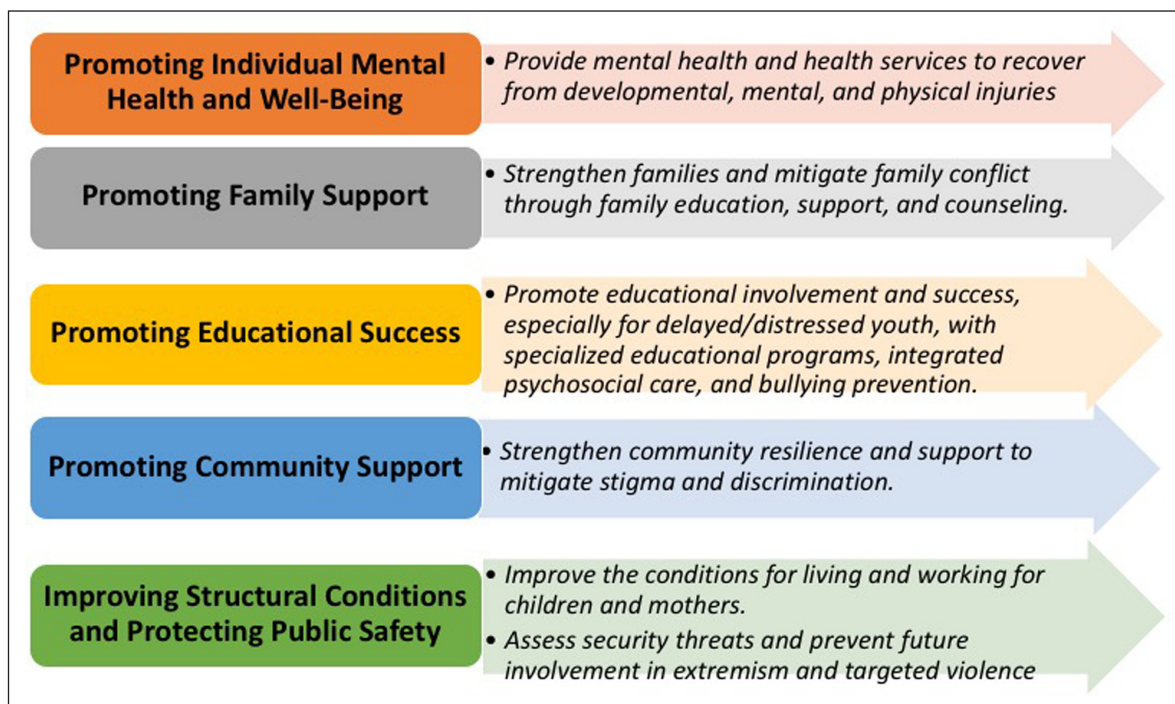 Promoting Individual Mental
Health and Well-Being
• Provide mental health and health services to recover
from developmental, mental, and physical injuries
Promoting Family Support
• Strengthen families and mitigate family conflict
through family education, support, and counseling.
Promoting Educational Success
• Promote educational involvement and success,
especially for delayed/distressed youth, with
specialized educational programs, integrated
psychosocial care, and bullying prevention.
Promoting Community Support
• Strengthen community resilience and support to
mitigate stigma and discrimination.
Improving Structural Conditions
and Protecting Public Safety
• Improve the conditions for living and working for
children and mothers.
• Assess security threats and prevent future
involvement in extremism and targeted violence